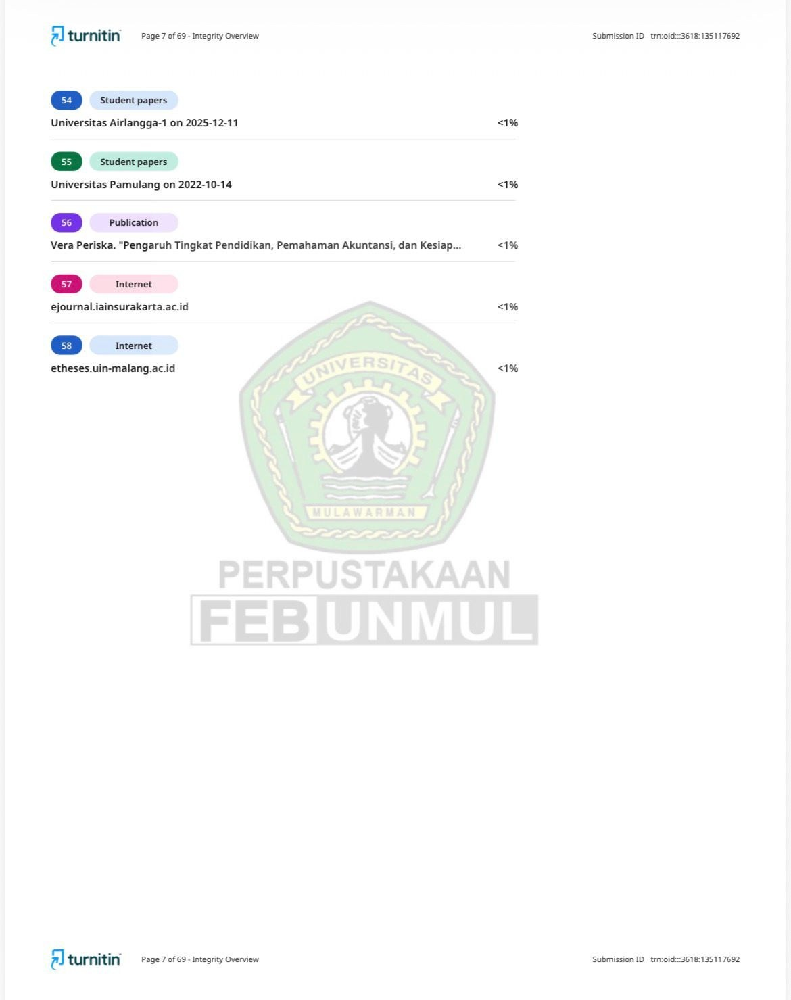 turnitin Page 7 of 69 - Integrity Overview Submission ID trn:oid:::3618:135117692
54 Student papers
Universitas Airlangga-1 on 2025-12-11 <1%
55 Student papers
Universitas Pamulang on 2022-10-14 <1%
56 Publication
Vera Periska. "Pengaruh Tingkat Pendidikan, Pemahaman Akuntansi, dan Kesiap... <1%
57 Internet
ejournal.iainsurakarta.ac.id <1%
58 Internet
etheses.uin-malang.ac.id <1%
UNIVERSITAS
MULAWARMAN
PERPUSTAKAAN
FEB UNMUL
turnitin Page 7 of 69 - Integrity Overview Submission ID trn:oid:::3618:135117692